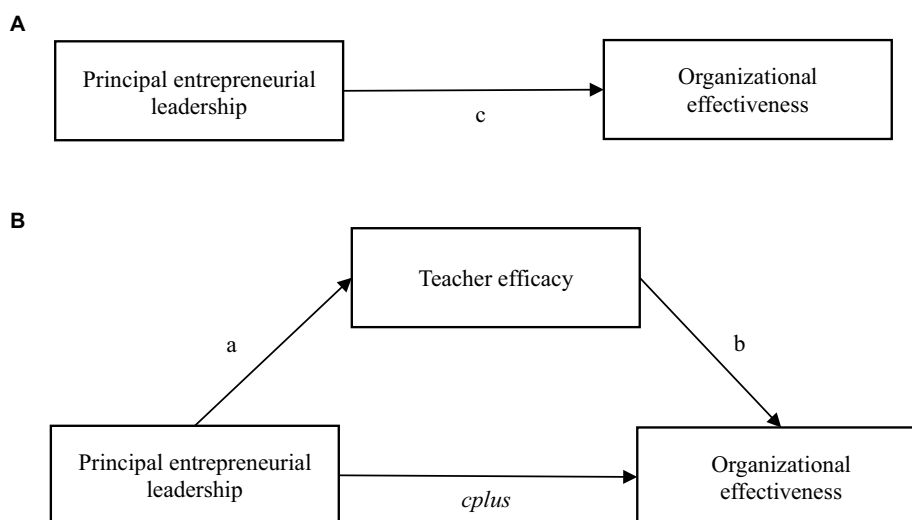 A
Principal entrepreneurial
leadership
c
Organizational
effectiveness
B
Teacher efficacy
a
b
Principal entrepreneurial
leadership
cplus
Organizational
effectiveness